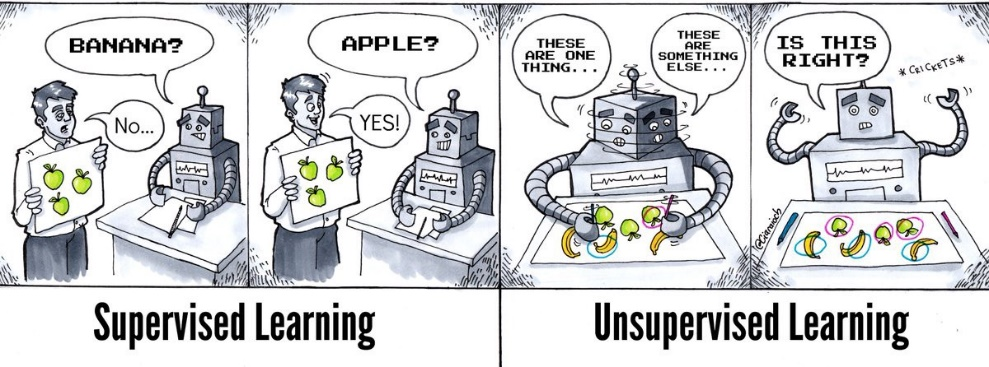 BANANA?
No...
APPLE?
YES!
THESE
ARE ONE
THING...
THESE
ARE
SOMETHING
ELSE...
IS THIS
RIGHT?
*CRICKETS*
Supervised Learning
Unsupervised Learning